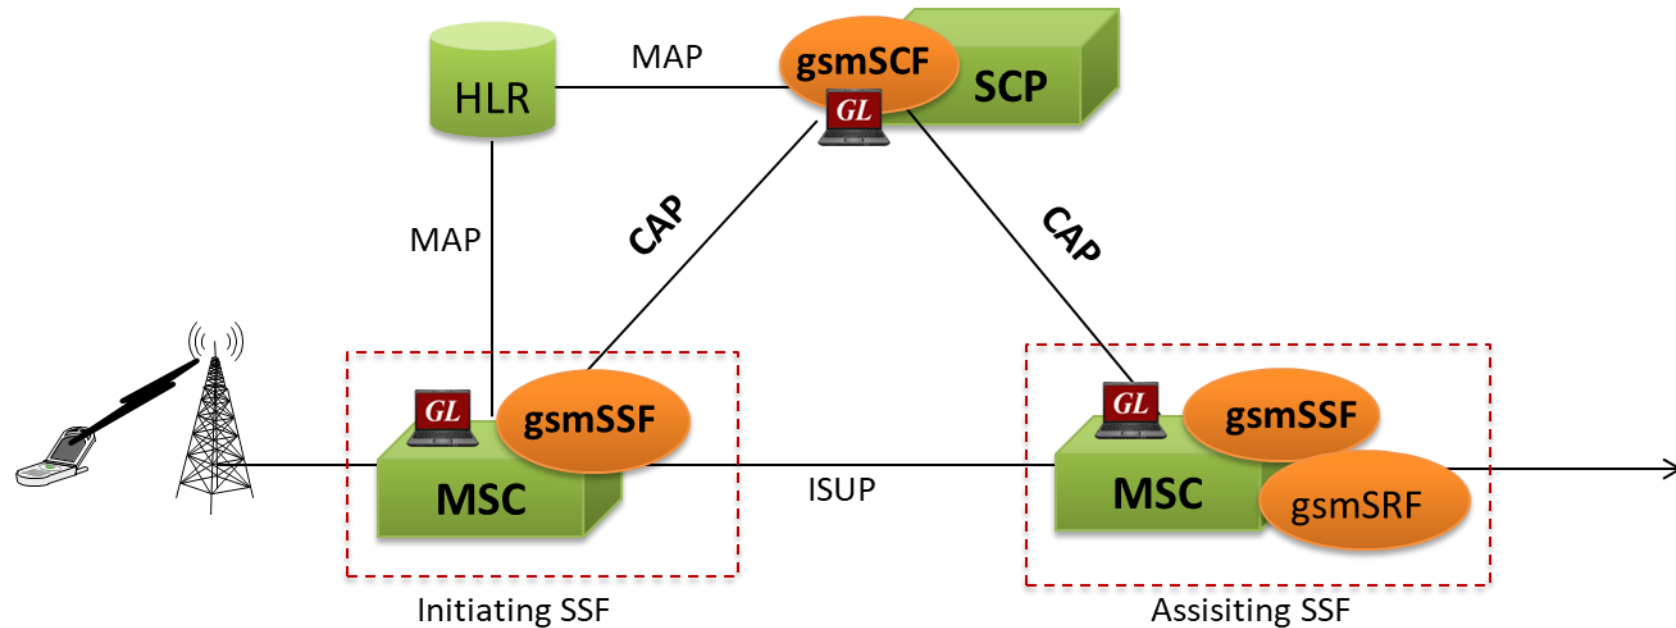 MAP
gsmSCF
SCP
HLR
GL
MAP
CAP
CAP
GL
gsmSSF
MSC
ISUP
GL
gsmSSF
MSC
gsmSRF
Initiating SSF
Assisiting SSF